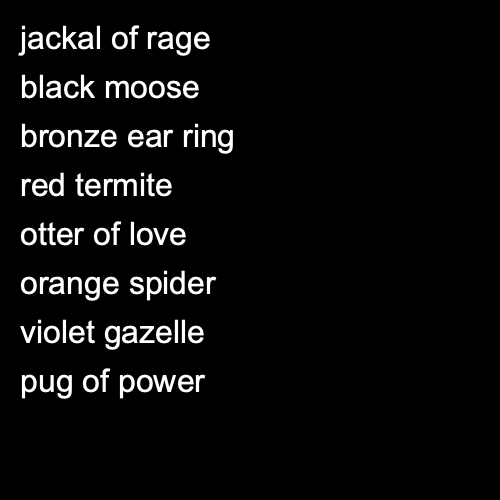 jackal of rage
black moose
bronze ear ring
red termite
otter of love
orange spider
violet gazelle
pug of power